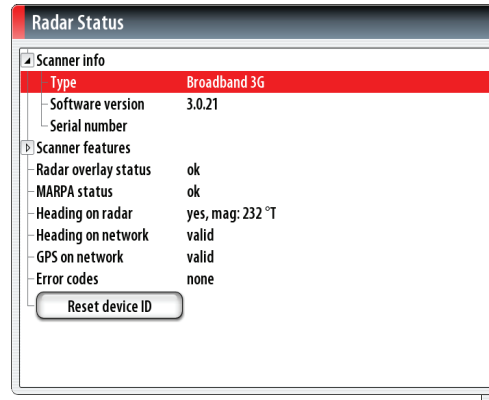 Radar Status
Scanner info
Type Broadband 3G
Software version 3.0.21
Serial number
Scanner features
Radar overlay status ok
MARPA status ok
Heading on radar yes, mag: 232 °T
Heading on network valid
GPS on network valid
Error codes none
Reset device ID